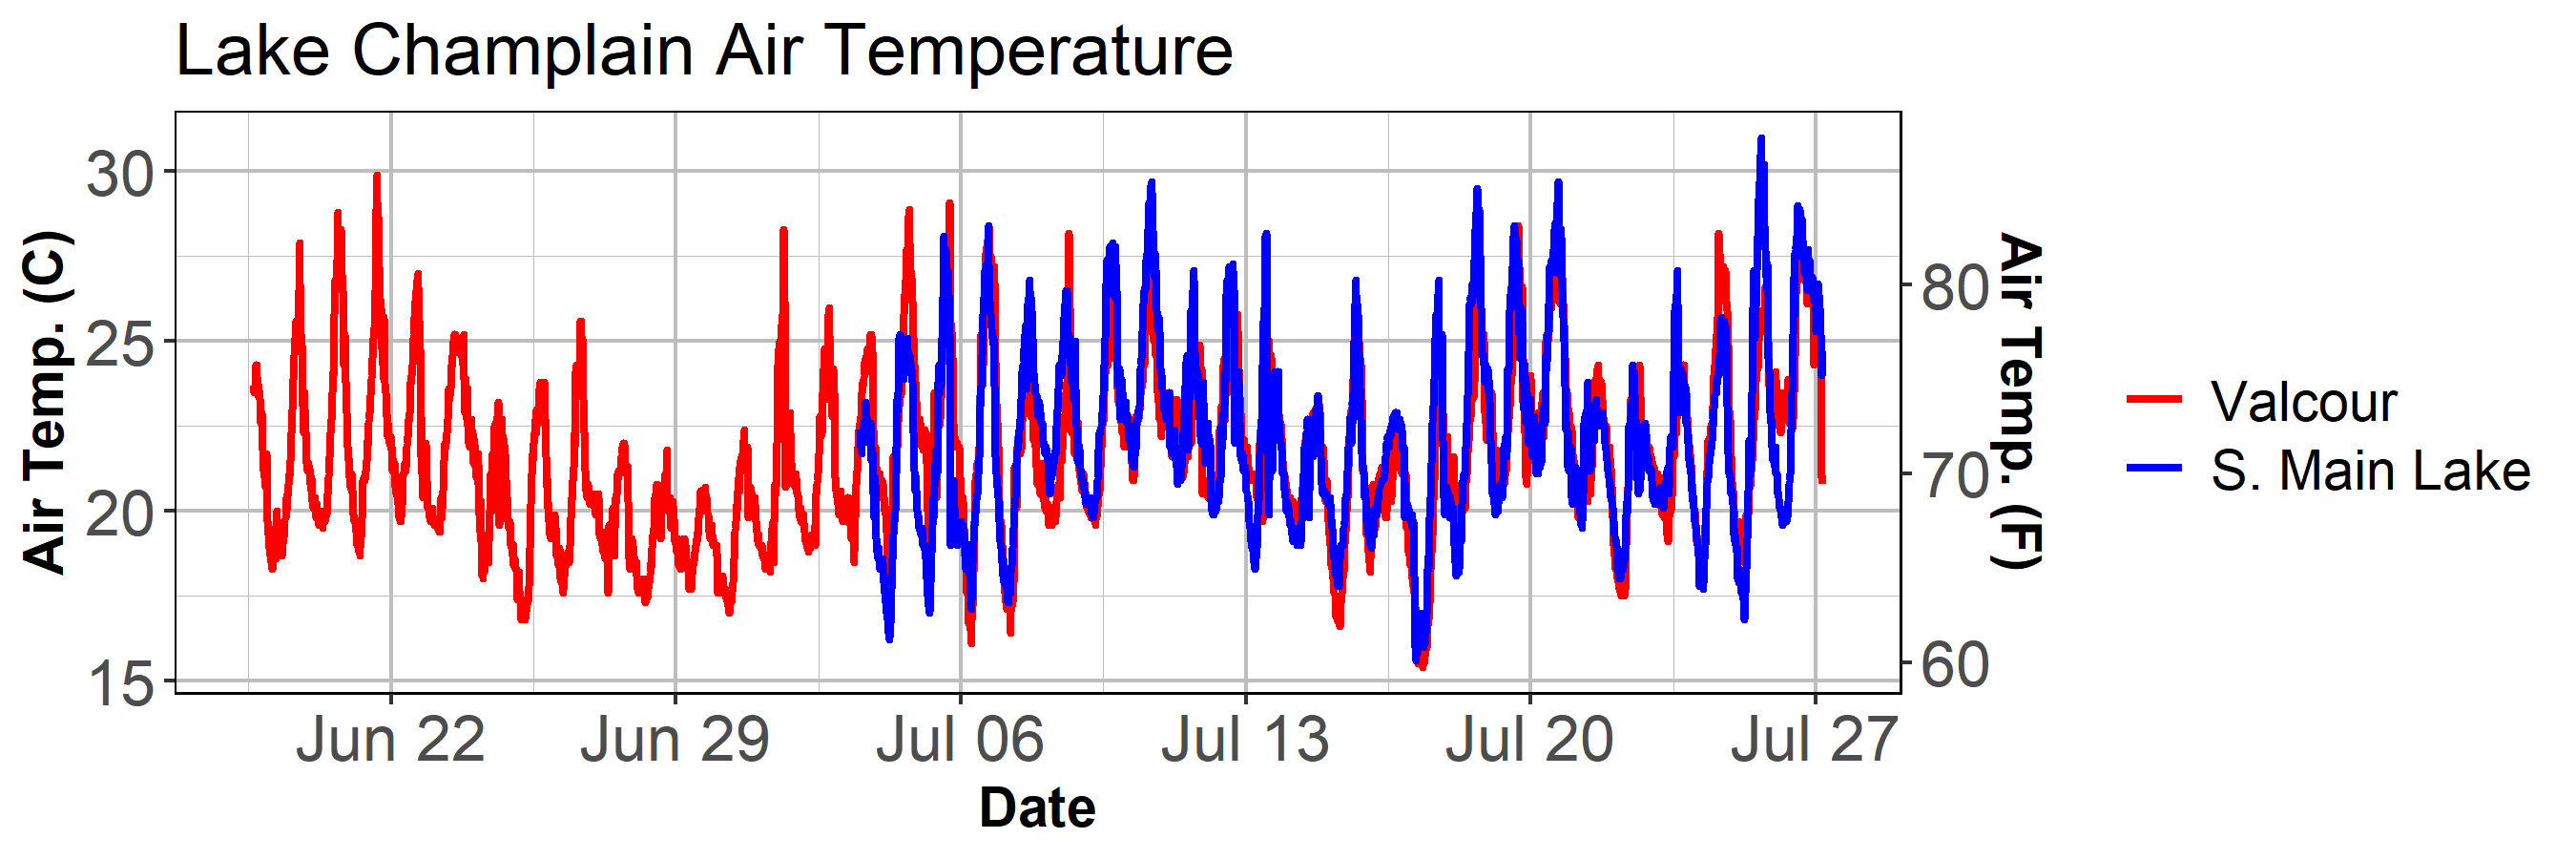 Lake Champlain Air Temperature
Air Temp. (C)
30
25
20
15
Air Temp. (F)
80
70
60
Jun 22
Jun 29
Jul 06
Jul 13
Jul 20
Jul 27
Date
Valcour
S. Main Lake